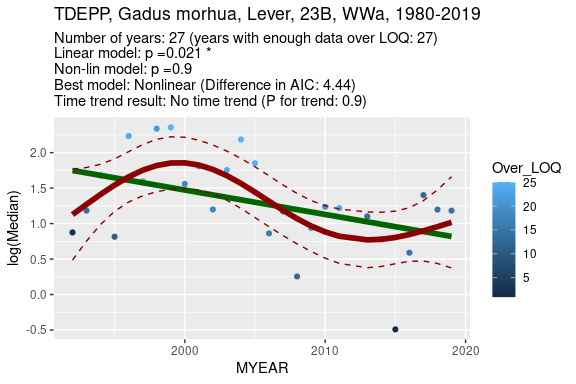 TDEPP, Gadus morhua, Lever, 23B, WWa, 1980-2019
Number of years: 27 (years with enough data over LOQ: 27)
Linear model: p =0.021 *
Non-lin model: p =0.9
Best model: Nonlinear (Difference in AIC: 4.44)
Time trend result: No time trend (P for trend: 0.9)
log(Median)
2.0
1.5
1.0
0.5
0.0
-0.5
2000
2010
2020
MYEAR
Over_LOQ
25
20
15
10
5